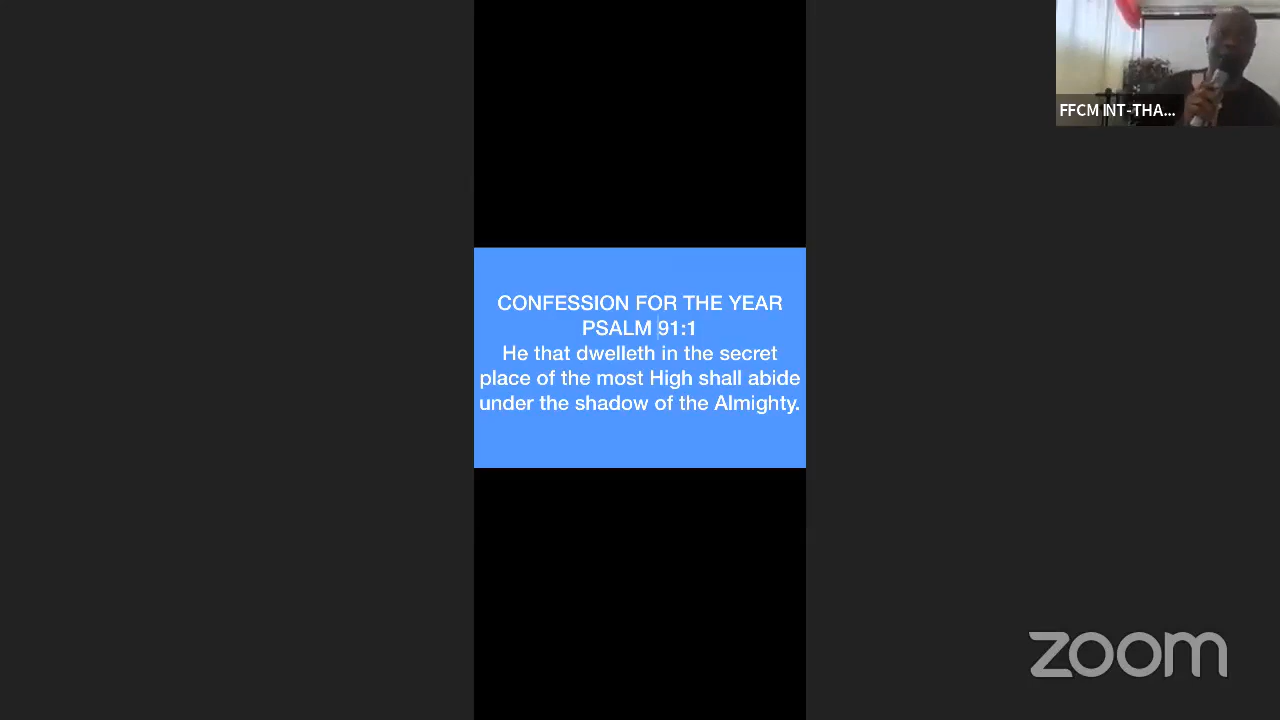 FFCM INT-THA...
CONFESSION FOR THE YEAR
PSALM 91:1
He that dwelleth in the secret
place of the most High shall abide
under the shadow of the Almighty.
zoom